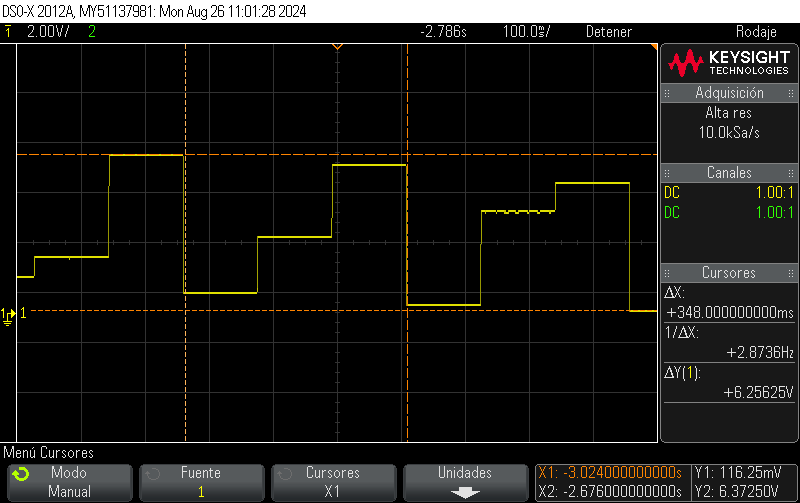 DSO-X 2012A, MY51137981: Mon Aug 26 11:01:28 2024
1 2.00V/ 2 -2.786s 100.0ms/ Detener Rodaje
KEYSIGHT
TECHNOLOGIES
Adquisición
Alta res
10.0kSa/s
Canales
DC 1.00:1
DC 1.00:1
Cursores
ΔX:
+348.000000000ms
1/ΔX:
+2.8736Hz
ΔY(1):
+6.25625V
1 1
Menú Cursores
Modo
Manual
Fuente
1
Cursores
X1
Unidades
X1: -3.024000000000s
X2: -2.676000000000s
Y1: 116.25mV
Y2: 6.37250V